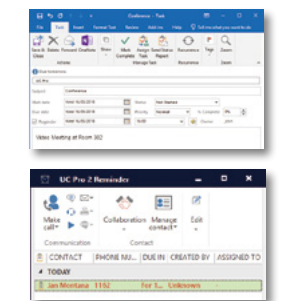 Conference - Task
File Task Insert Format Text Review Add-ins Help Tell me what you want to do
Save & Close Delete Forward OneNote Show Mark Complete Assign Task Send Status Report Recurrence Tags Zoom
Actions Manage Task Recurrence Zoom
UC Pro
Subject Conference
Start date Status Not Started
Due date Priority Normal % Complete
Reminder Owner
Video Meeting at Room 302
UC Pro 2 Reminder
Make call Collaboration Manage contact Edit
Communication Contact
CONTACT PHONE NU... DUE IN CREATED BY ASSIGNED TO
TODAY
Jan Montana 1162 For 1... Unknown